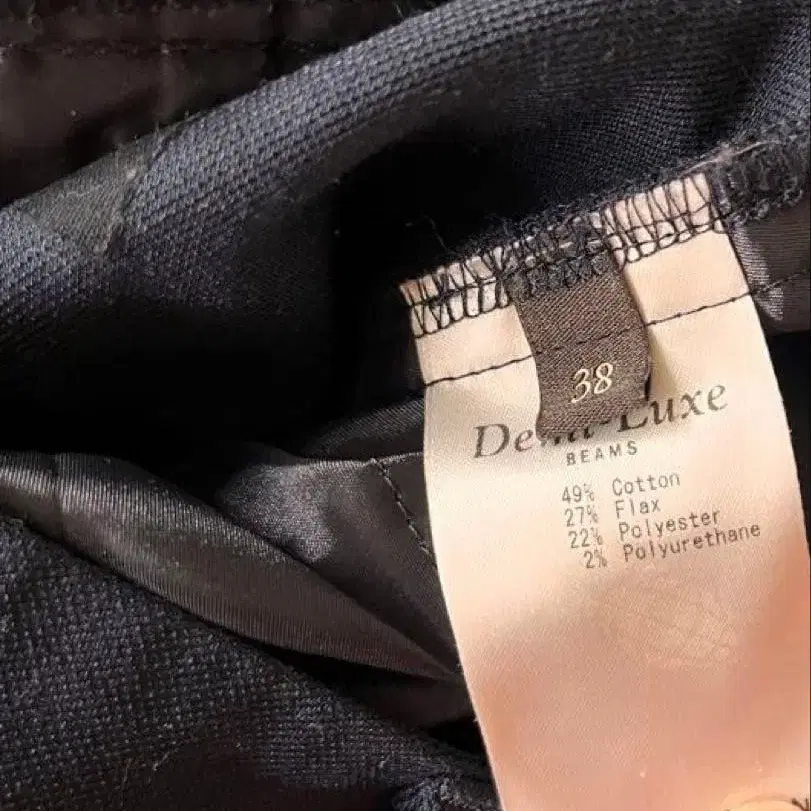 38
Demi-Luxe
BEAMS
49% Cotton
27% Flax
22% Polyester
2% Polyurethane